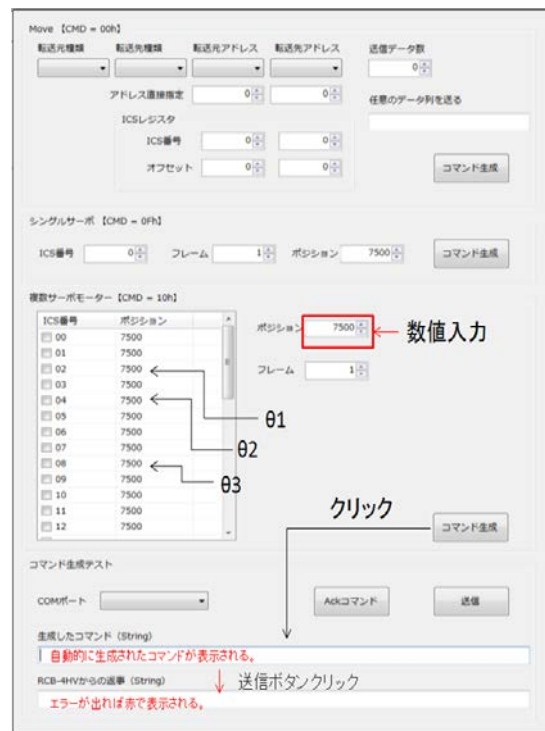 Move 【CMD = 00h】
転送元種類 転送先種類 転送元アドレス 転送先アドレス 送信データ数
0
アドレス直接指定 0 0 任意のデータ列を送る
ICSレジスタ
ICS番号 0 0
オフセット 0 0 コマンド生成
シングルサーボ 【CMD = 0Fh】
ICS番号 0 フレーム 1 ポジション 7500 コマンド生成
複数サーボモーター 【CMD = 10h】
ICS番号 ポジション
00 7500
01 7500
02 7500
03 7500
04 7500
05 7500
06 7500
07 7500
08 7500
09 7500
10 7500
11 7500
12 7500
ポジション 7500 数値入力
フレーム 1
θ1
θ2
θ3
クリック
コマンド生成
コマンド生成テスト
COMポート Ackコマンド 送信
生成したコマンド (String)
自動的に生成されたコマンドが表示される。
RCB-4HVからの返事 (String) 送信ボタンクリック
エラーが出れば赤で表示される。